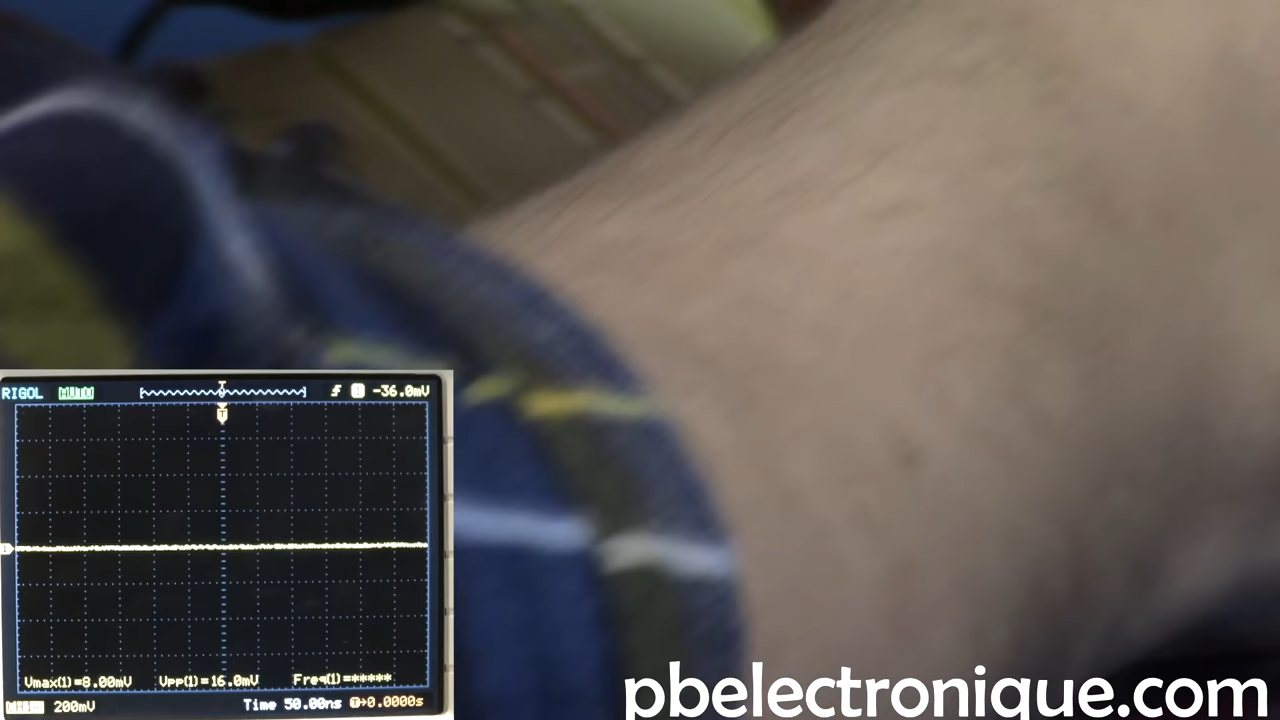 RIGOL AUTO T -36.0mV
Vmax(1)=8.00mV Vpp(1)=16.0mV Freq(1)=*****
200mV Time 50.00ns 0.0000s
pbelectronique.com